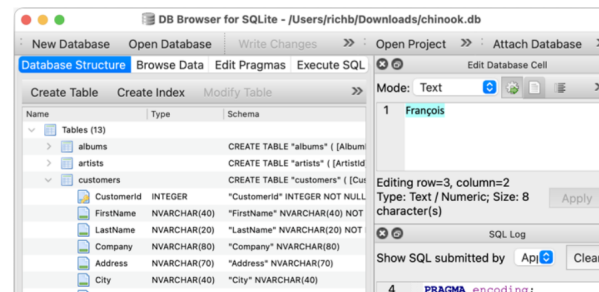 DB Browser for SQLite - /Users/richb/Downloads/chinook.db
New Database Open Database Write Changes » Open Project » Attach Database
Database Structure Browse Data Edit Pragmas Execute SQL
Edit Database Cell
Create Table Create Index Modify Table »
Mode: Text
Name Type Schema
1 François
Tables (13)
albums CREATE TABLE "albums" ( [AlbumI
artists CREATE TABLE "artists" ( [ArtistId
customers CREATE TABLE "customers" ( [Cus
CustomerId INTEGER "CustomerId" INTEGER NOT NULL
FirstName NVARCHAR(40) "FirstName" NVARCHAR(40) NOT
LastName NVARCHAR(20) "LastName" NVARCHAR(20) NOT
Company NVARCHAR(80) "Company" NVARCHAR(80)
Address NVARCHAR(70) "Address" NVARCHAR(70)
City NVARCHAR(40) "City" NVARCHAR(40)
Editing row=3, column=2
Type: Text / Numeric; Size: 8
character(s)
Apply
SQL Log
Show SQL submitted by Ap Clear
4 PRAGMA encoding;